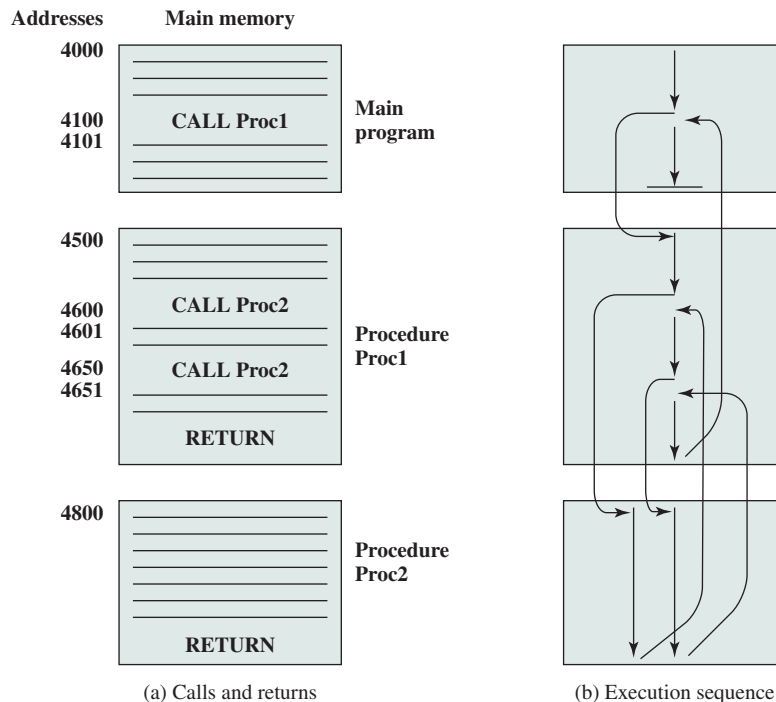 Addresses Main memory
4000
4100 CALL Proc1
4101
Main
program
4500
4600 CALL Proc2
4601
4650 CALL Proc2
4651
RETURN
Procedure
Proc1
4800
Procedure
Proc2
RETURN
(a) Calls and returns
(b) Execution sequence